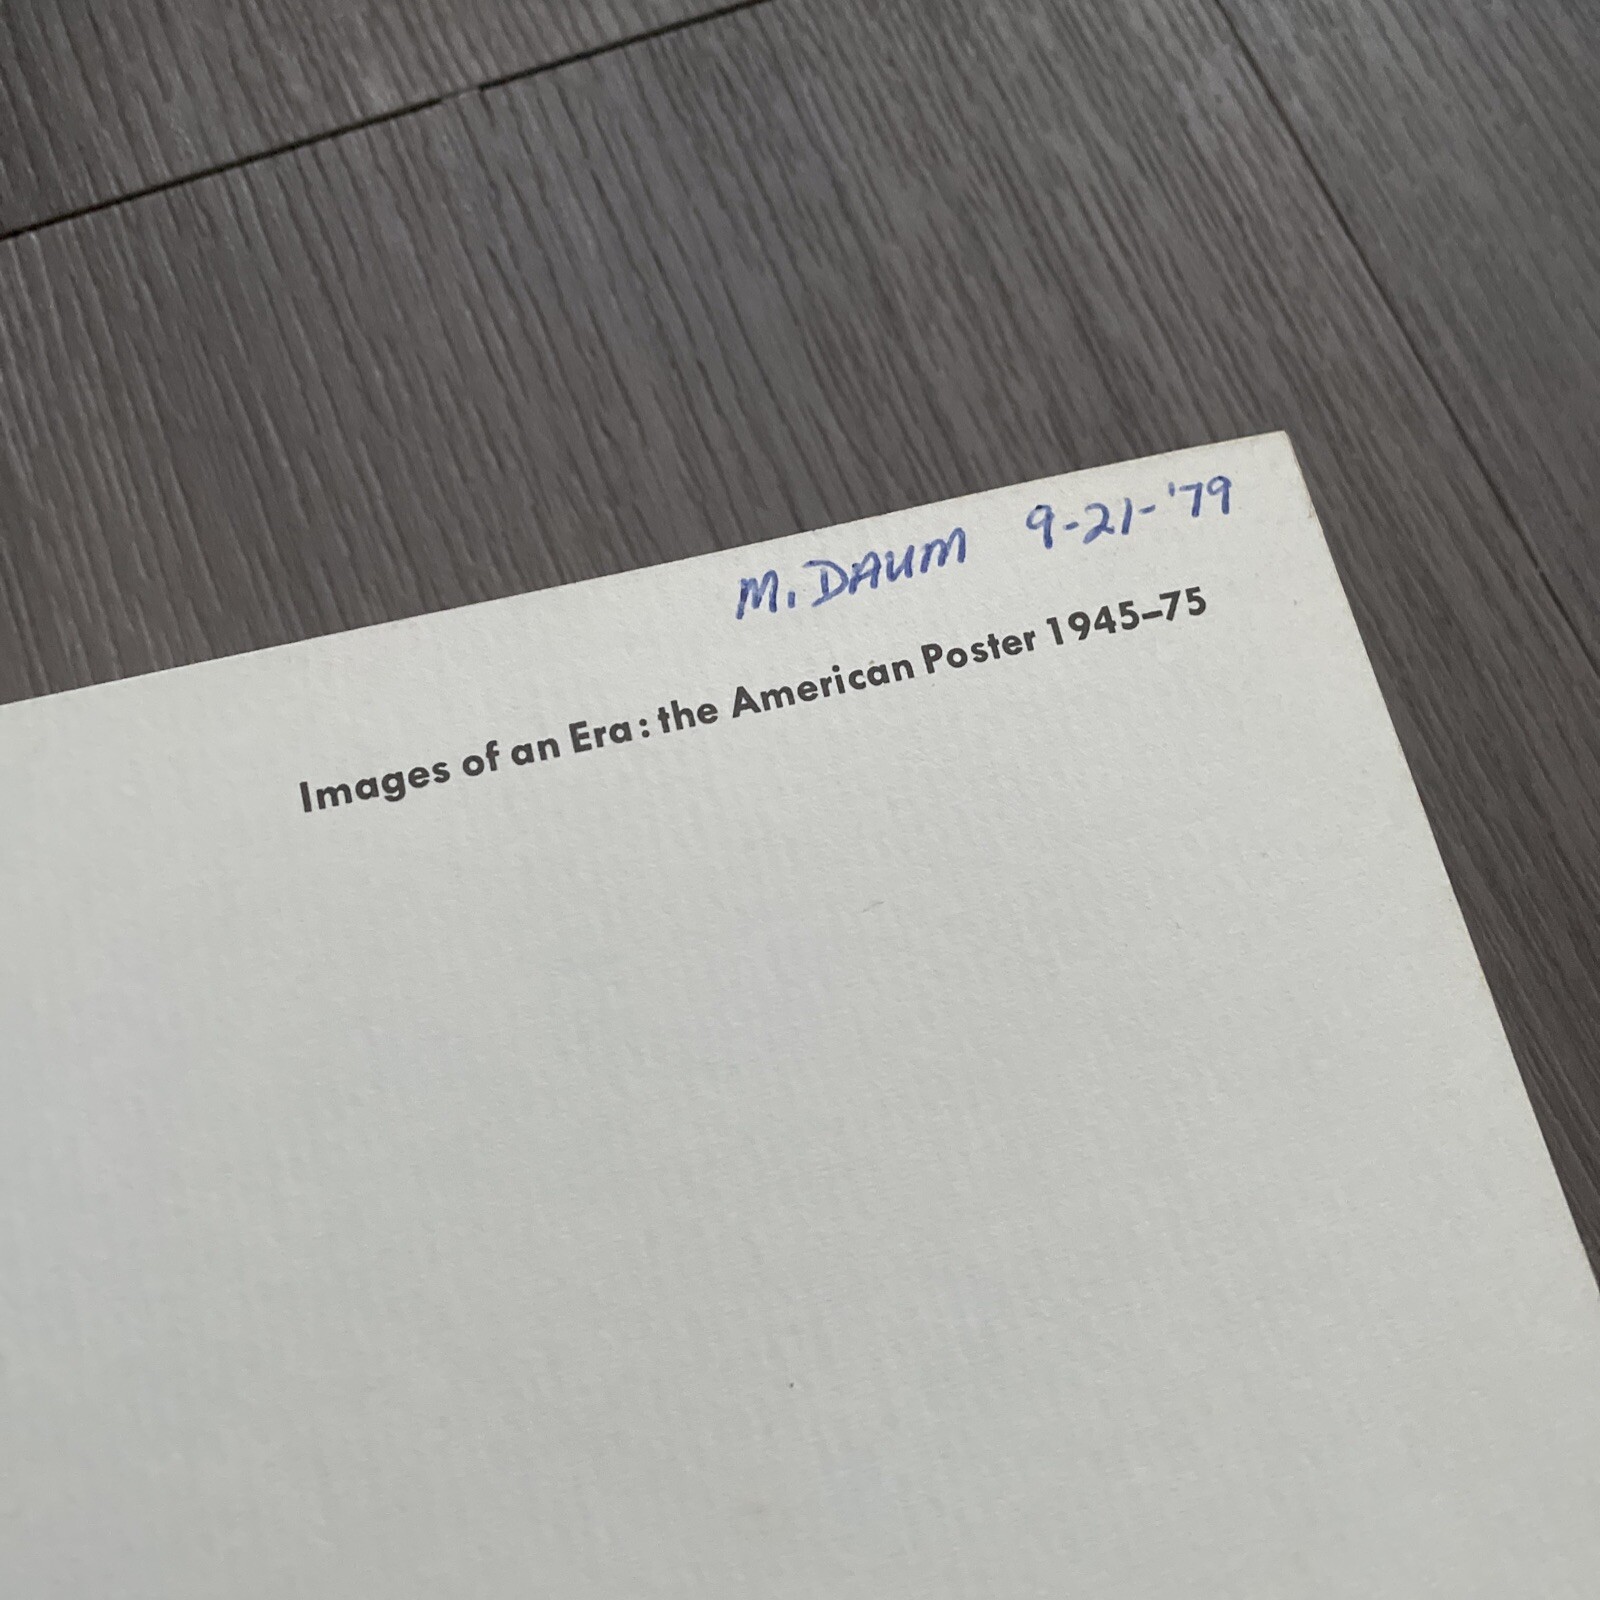 M. DAUM 9-21-'79
Images of an Era: the American Poster 1945–75